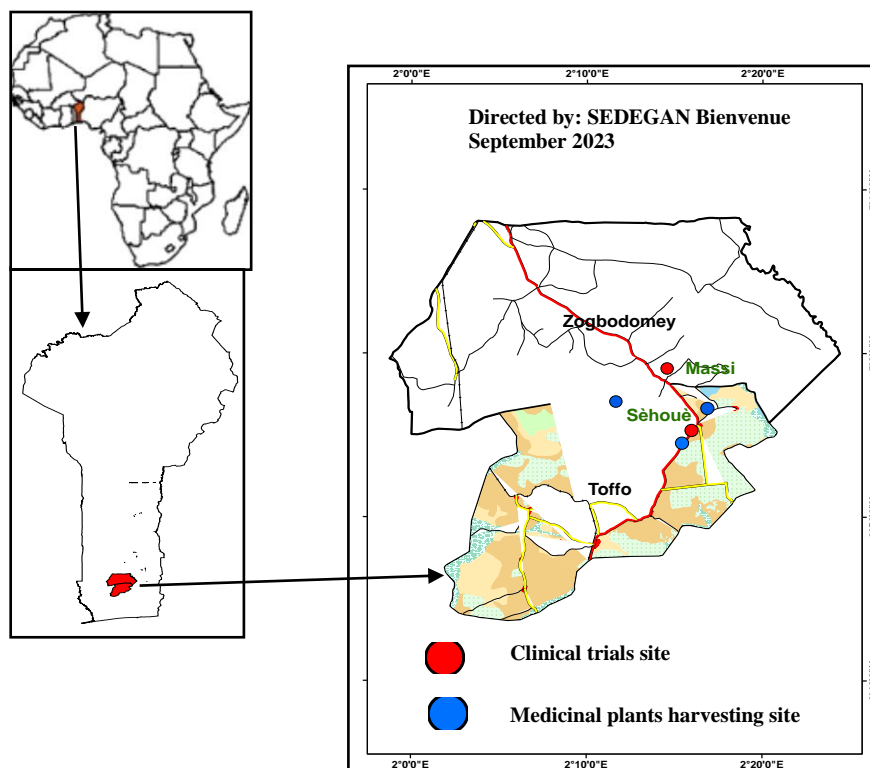 2°0'0"E
2°10'0"E
2°20'0"E
Directed by: SEDEGAN Bienvenue
September 2023
Zogbodomey
Massi
Sèhouè
Toffo
Clinical trials site
Medicinal plants harvesting site
2°0'0"E
2°10'0"E
2°20'0"E